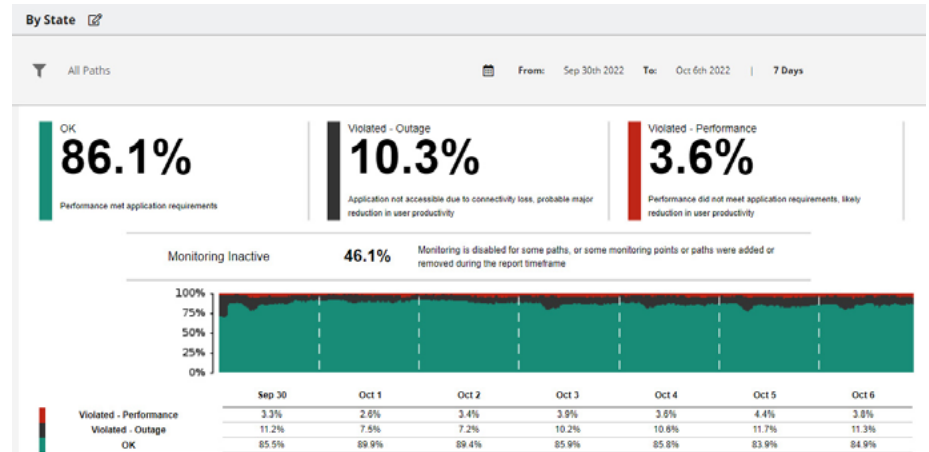 By State
All Paths
From: Sep 30th 2022 To: Oct 6th 2022 | 7 Days
OK
86.1%
Performance met application requirements
Violated - Outage
10.3%
Application not accessible due to connectivity loss, probable major
reduction in user productivity
Violated - Performance
3.6%
Performance did not meet application requirements, likely
reduction in user productivity
Monitoring Inactive
46.1%
Monitoring is disabled for some paths, or some monitoring points or paths were added or
removed during the report timeframe
100%
75%
50%
25%
0%
Sep 30 Oct 1 Oct 2 Oct 3 Oct 4 Oct 5 Oct 6
Violated - Performance 3.3% 2.6% 3.4% 3.9% 3.6% 4.4% 3.8%
Violated - Outage 11.2% 7.5% 7.2% 10.2% 10.6% 11.7% 11.3%
OK 85.5% 89.9% 89.4% 85.9% 85.8% 83.9% 84.9%